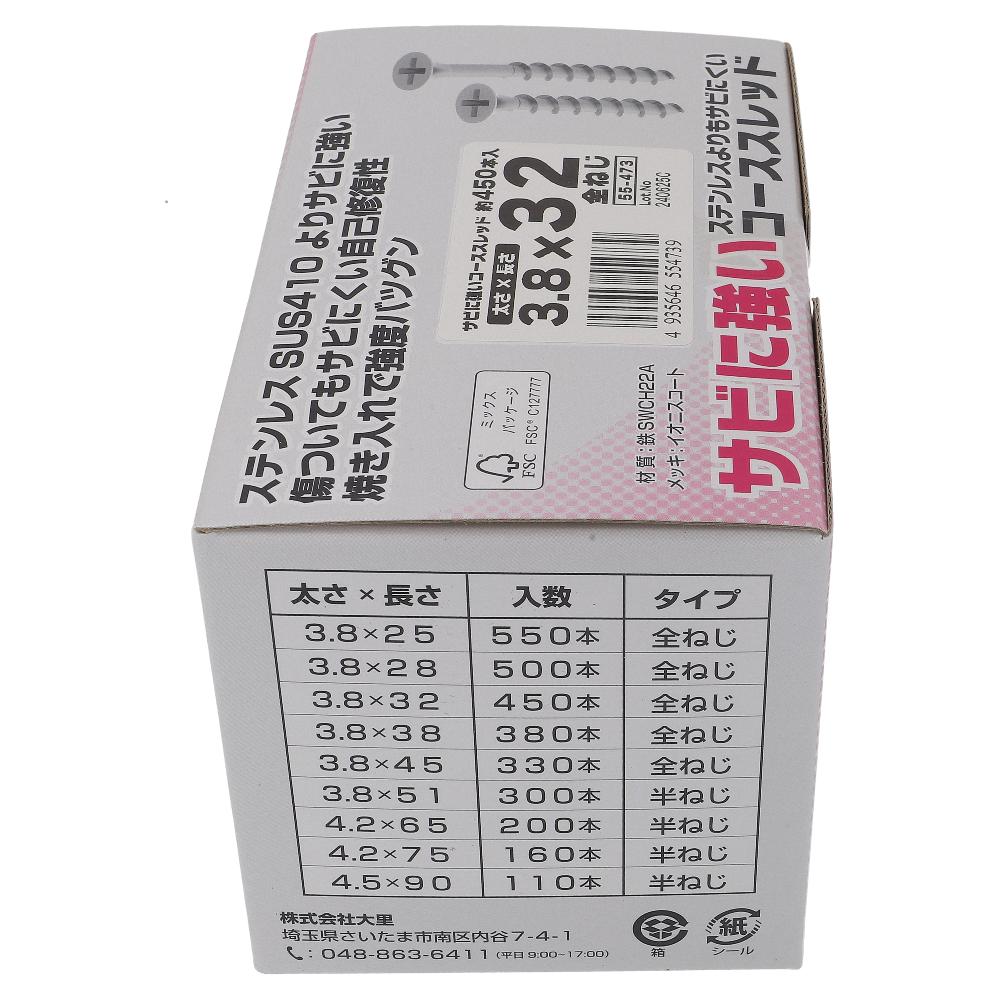 ステンレス SUS410 よりサビに強い
傷ついてもサビにくい自己修復性
焼き入れで強度バツグン
サビに強いコーススレッド 約450本入
太さ×長さ
3.8×32
全ねじ
55-473
Lot.No
240625C
4 935646 554739
ミックス
パッケージ
FSC® C127777
FSC
材質:鉄SWCH22A
メッキ:イオニスコート
ステンレスよりもサビにくい
サビに強い コーススレッド
太さ×長さ 入数 タイプ
3.8×25 550本 全ねじ
3.8×28 500本 全ねじ
3.8×32 450本 全ねじ
3.8×38 380本 全ねじ
3.8×45 330本 全ねじ
3.8×51 300本 半ねじ
4.2×65 200本 半ねじ
4.2×75 160本 半ねじ
4.5×90 110本 半ねじ
株式会社大里
埼玉県さいたま市南区内谷7-4-1
:048-863-6411(平日9:00~17:00)
箱
紙
シール